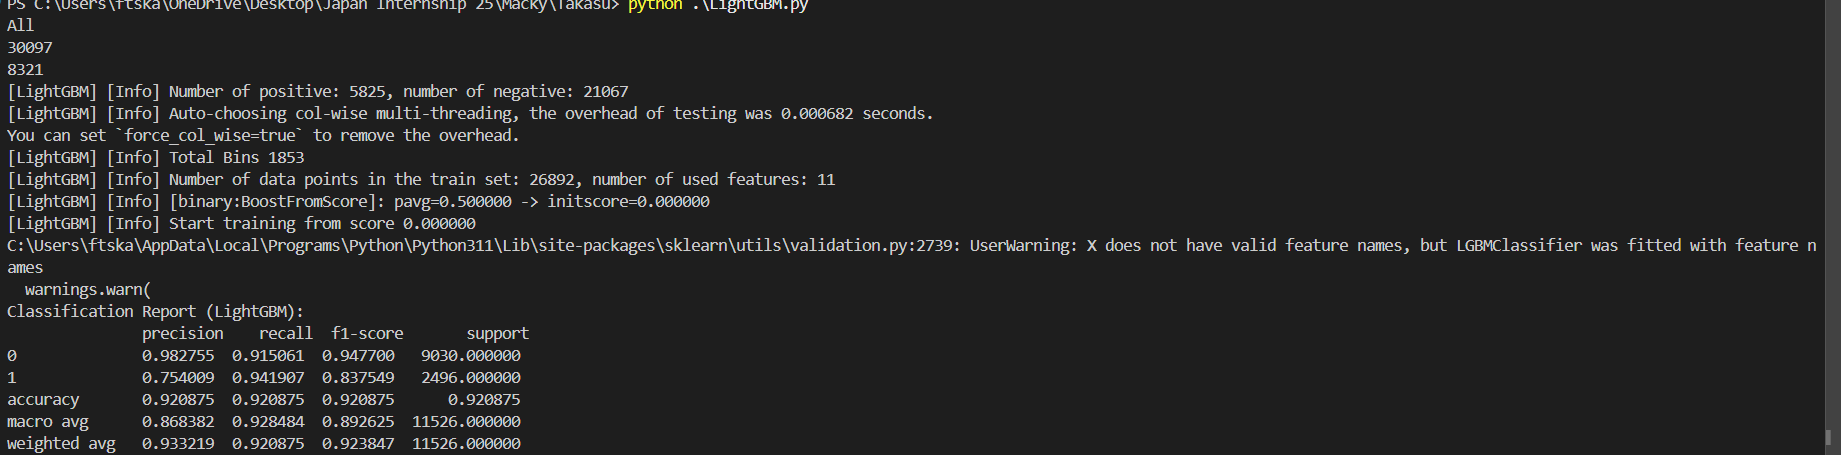 PS C:\Users\ftska\OneDrive\Desktop\Japan Internship 25\Macky\Takasu> python .\LightGBM.py
All
30097
8321
[LightGBM] [Info] Number of positive: 5825, number of negative: 21067
[LightGBM] [Info] Auto-choosing col-wise multi-threading, the overhead of testing was 0.000682 seconds.
You can set `force_col_wise=true` to remove the overhead.
[LightGBM] [Info] Total Bins 1853
[LightGBM] [Info] Number of data points in the train set: 26892, number of used features: 11
[LightGBM] [Info] [binary:BoostFromScore]: pavg=0.500000 -> initscore=0.000000
[LightGBM] [Info] Start training from score 0.000000
C:\Users\ftska\AppData\Local\Programs\Python\Python311\Lib\site-packages\sklearn\utils\validation.py:2739: UserWarning: X does not have valid feature names, but LGBMClassifier was fitted with feature n
ames
  warnings.warn(
Classification Report (LightGBM):
              precision    recall  f1-score       support
0             0.982755  0.915061  0.947700   9030.000000
1             0.754009  0.941907  0.837549   2496.000000
accuracy      0.920875  0.920875  0.920875      0.920875
macro avg     0.868382  0.928484  0.892625  11526.000000
weighted avg  0.933219  0.920875  0.923847  11526.000000